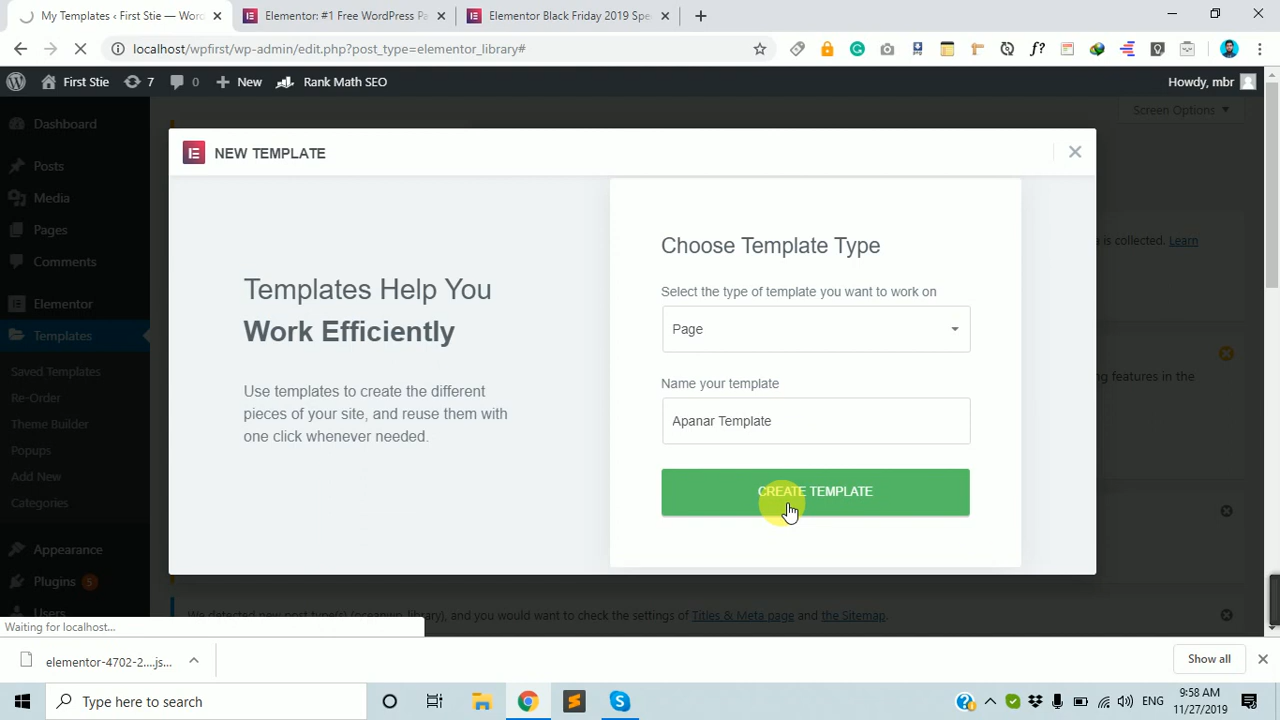 My Templates ‹ First Stie — Word
Elementor: #1 Free WordPress Pa
Elementor Black Friday 2019 Spe
localhost/wpfirst/wp-admin/edit.php?post_type=elementor_library#
First Stie
7
0
New
Rank Math SEO
Howdy, mbr
Dashboard
Screen Options
Posts
Media
Pages
Comments
Elementor
Templates
Saved Templates
Re-Order
Theme Builder
Popups
Add New
Categories
Appearance
Plugins 5
Users
NEW TEMPLATE
Templates Help You
Work Efficiently
Use templates to create the different
pieces of your site, and reuse them with
one click whenever needed.
Choose Template Type
Select the type of template you want to work on
Page
Name your template
Apanar Template
CREATE TEMPLATE
a is collected. Learn
ng features in the
We detected new post type(s) (oceanwp_library), and you would want to check the settings of Titles & Meta page and the Sitemap.
Waiting for localhost...
elementor-4702-2....js...
Show all
Type here to search
ENG
9:58 AM
11/27/2019